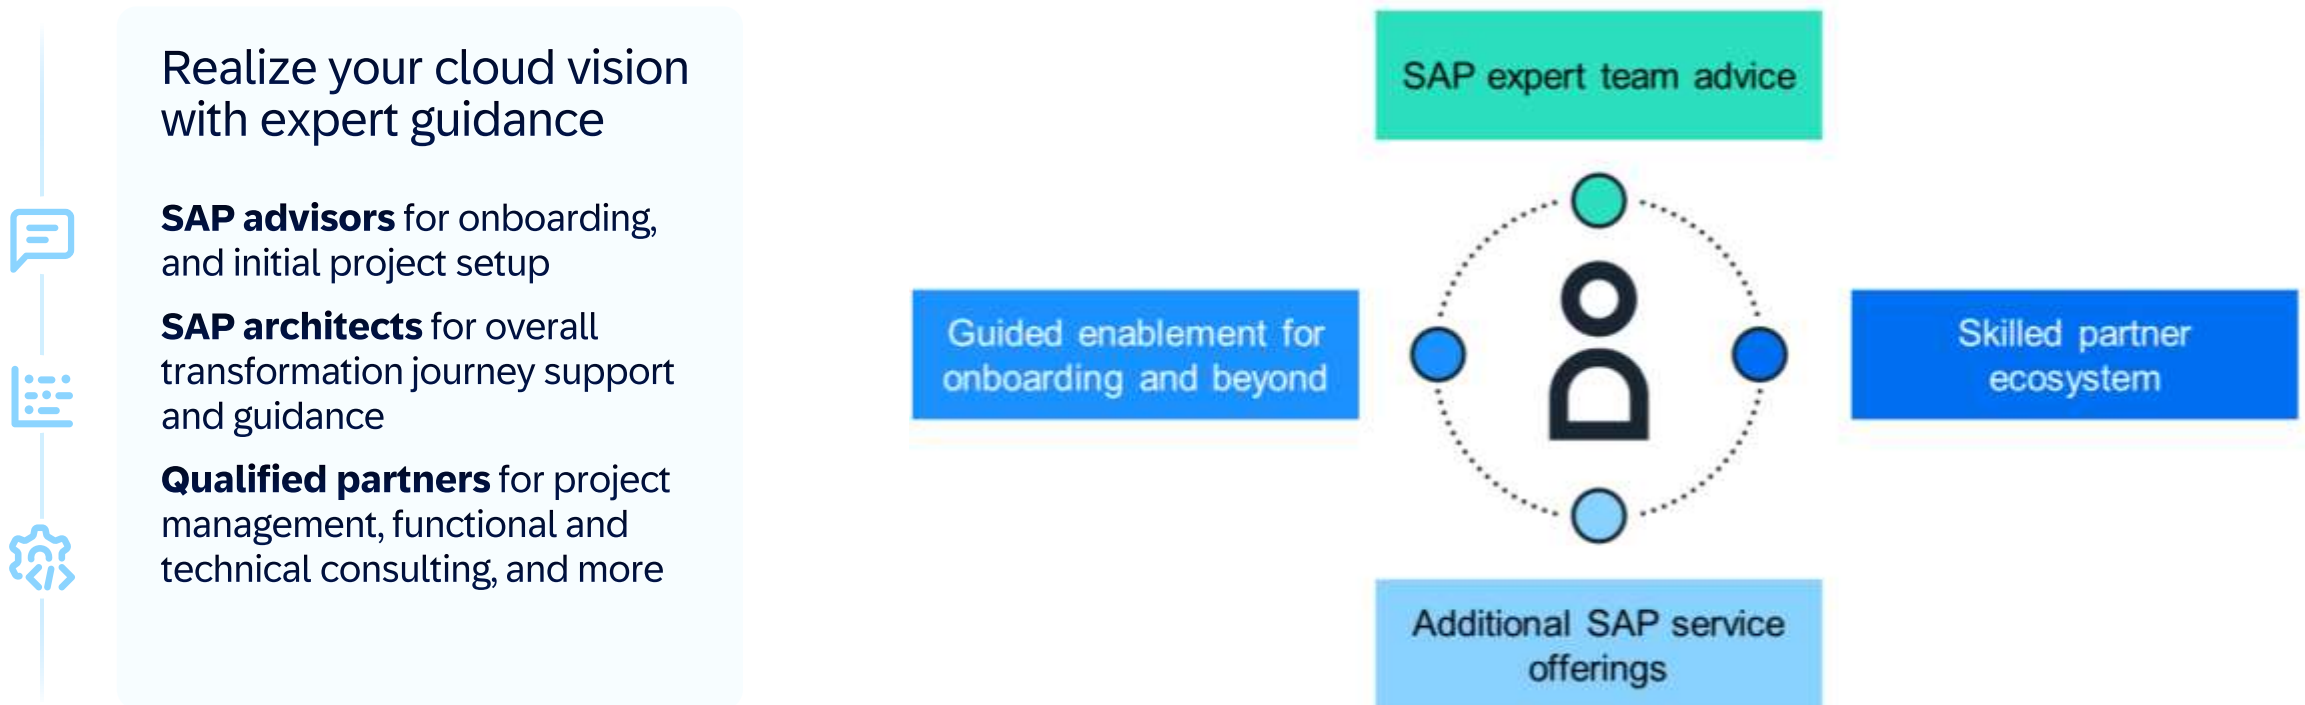 Realize your cloud vision
with expert guidance
SAP advisors for onboarding,
and initial project setup
SAP architects for overall
transformation journey support
and guidance
Qualified partners for project
management, functional and
technical consulting, and more
SAP expert team advice
Guided enablement for
onboarding and beyond
Skilled partner
ecosystem
Additional SAP service
offerings